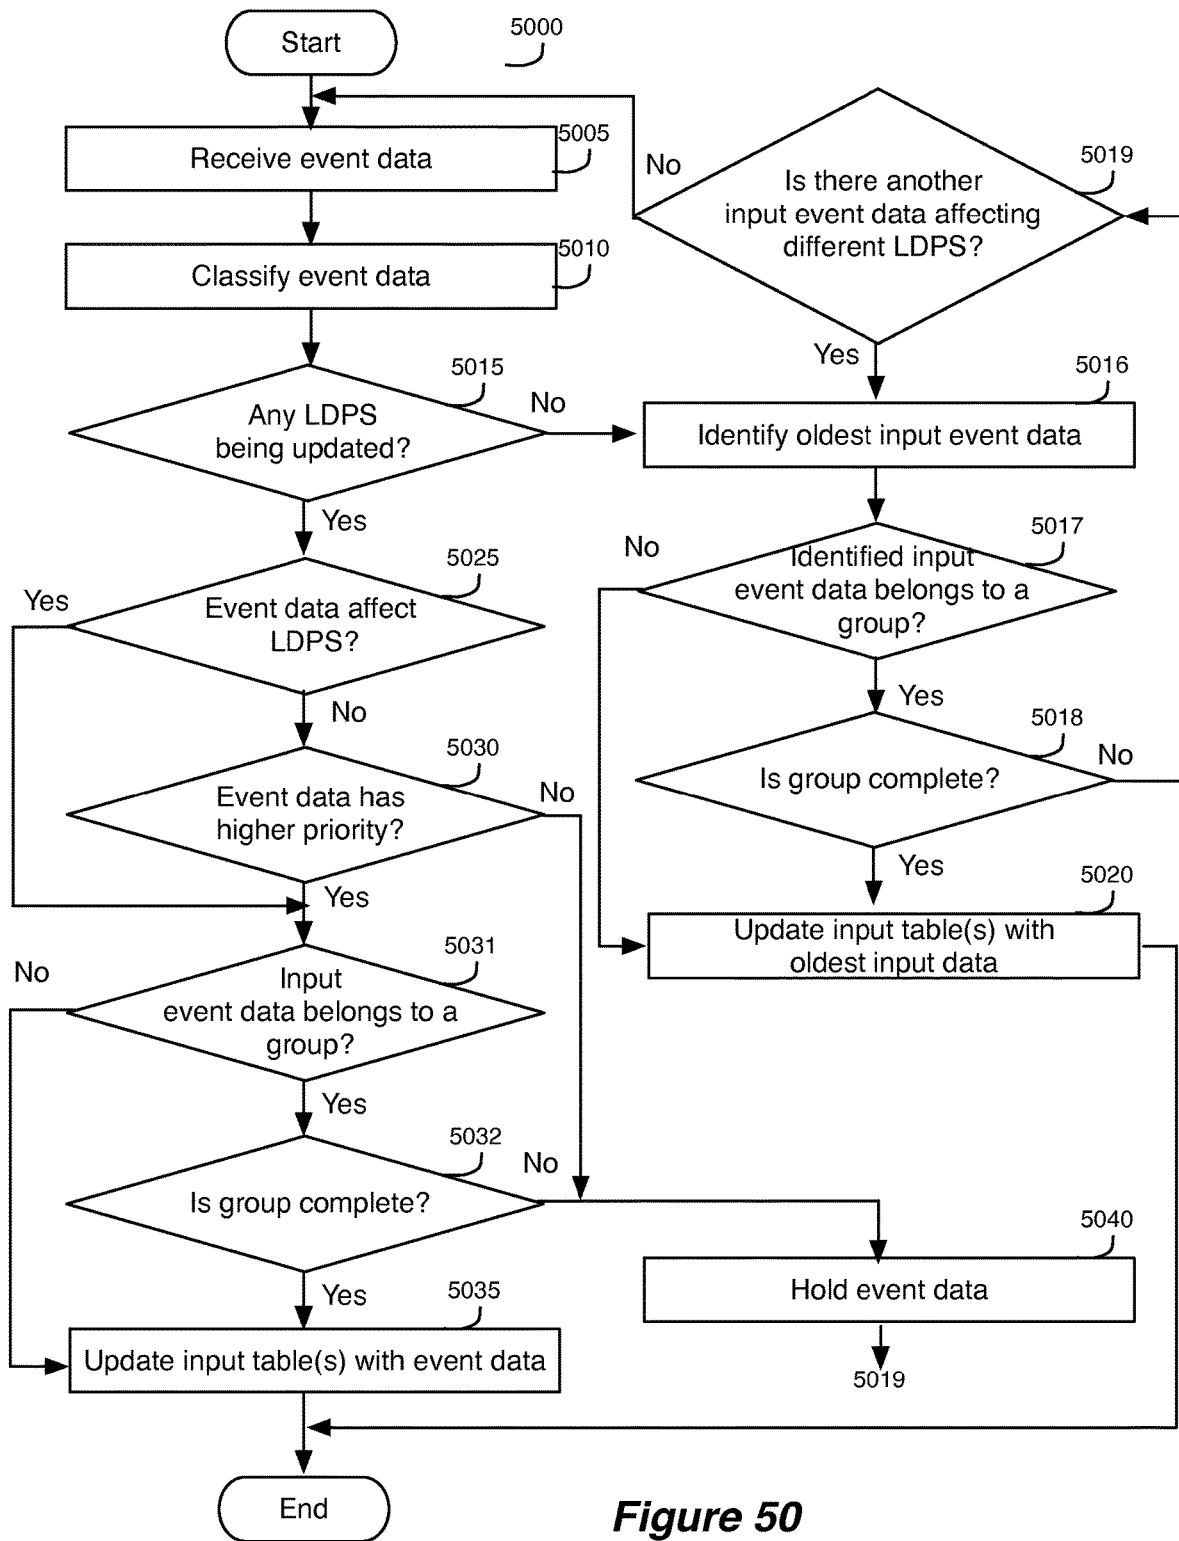 Start
5000
5005
Receive event data
5010
Classify event data
5015
Any LDPS
being updated?
No
Yes
5025
Yes
Event data affect
LDPS?
No
5030
No
Event data has
higher priority?
Yes
5031
No
Input
event data belongs to a
group?
Yes
5032
No
Is group complete?
Yes
5035
Update input table(s) with event data
End
5019
No
Is there another
input event data affecting
different LDPS?
Yes
5016
Identify oldest input event data
5017
No
Identified input
event data belongs to a
group?
Yes
5018
No
Is group complete?
Yes
5020
Update input table(s) with
oldest input data
5040
Hold event data
5019
Figure 50